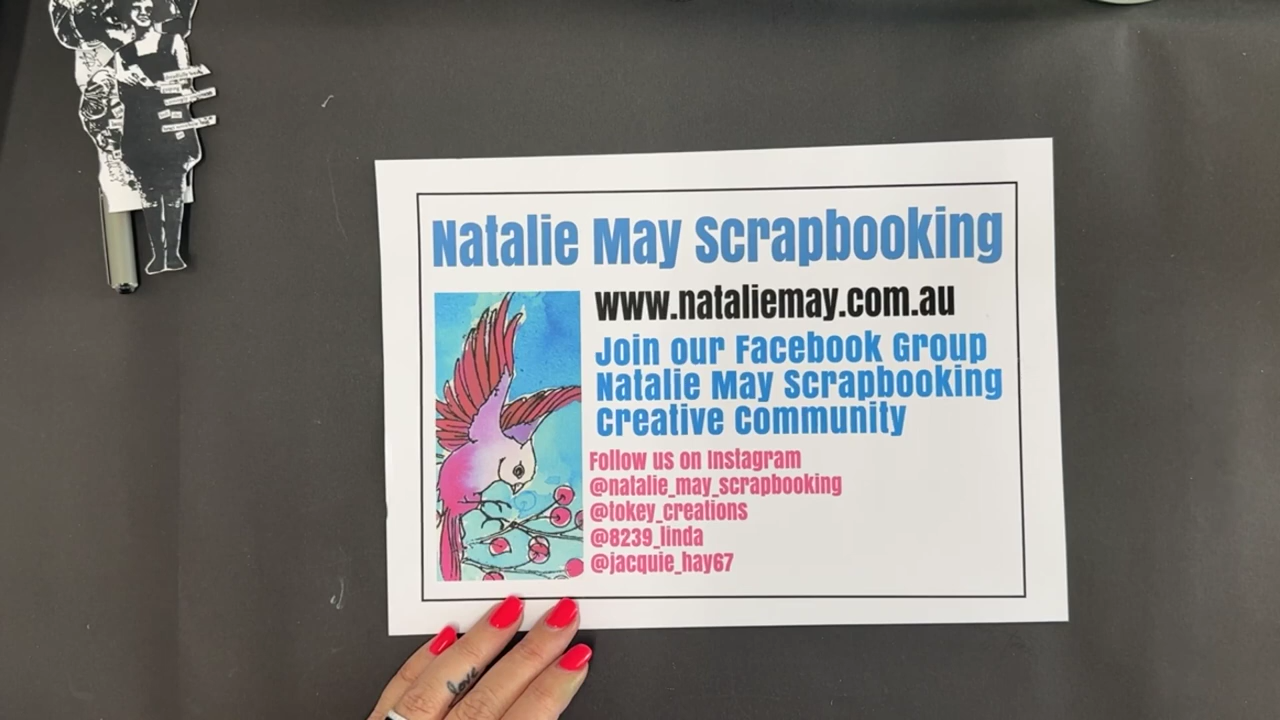 Natalie May Scrapbooking
www.nataliemay.com.au
Join our Facebook Group
Natalie May Scrapbooking
Creative Community
Follow us on Instagram
@natalie_may_scrapbooking
@tokey_creations
@8239_linda
@jacquie_hay67
love